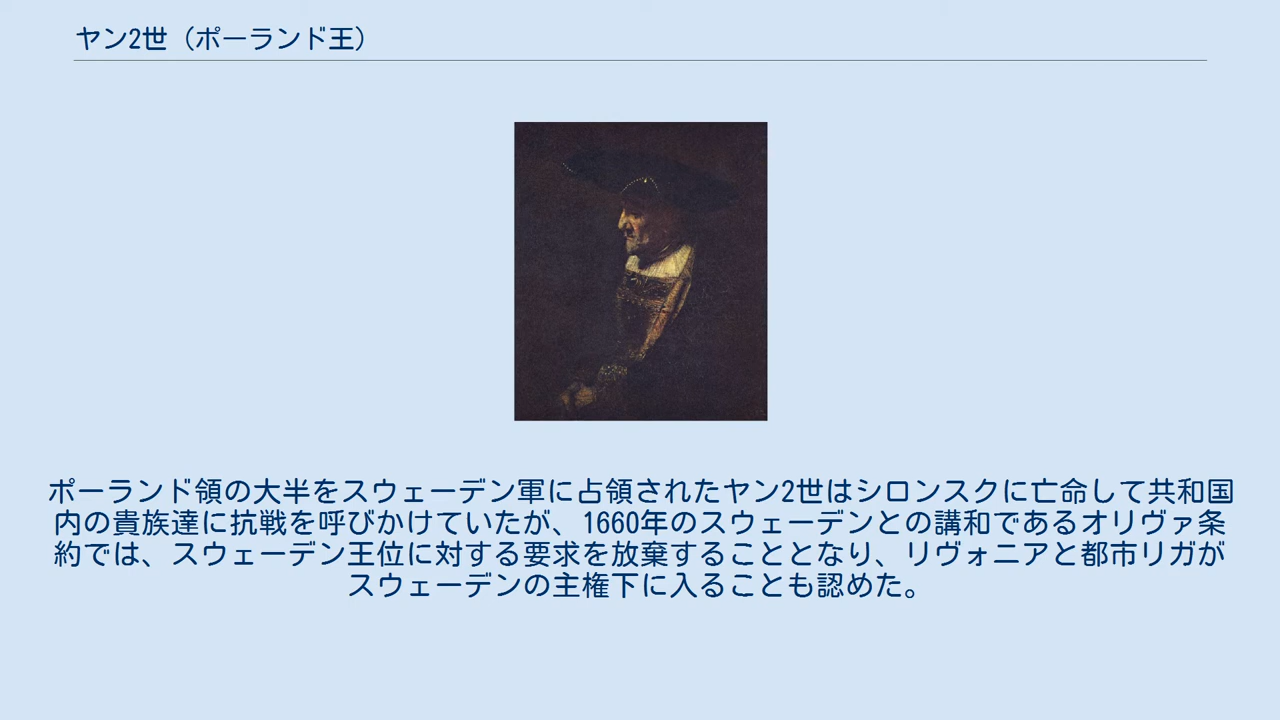 ヤン2世（ポーランド王）
ポーランド領の大半をスウェーデン軍に占領されたヤン2世はシロンスクに亡命して共和国
内の貴族達に抗戦を呼びかけていたが、1660年のスウェーデンとの講和であるオリヴァ条
約では、スウェーデン王位に対する要求を放棄することとなり、リヴォニアと都市リガが
スウェーデンの主権下に入ることも認めた。